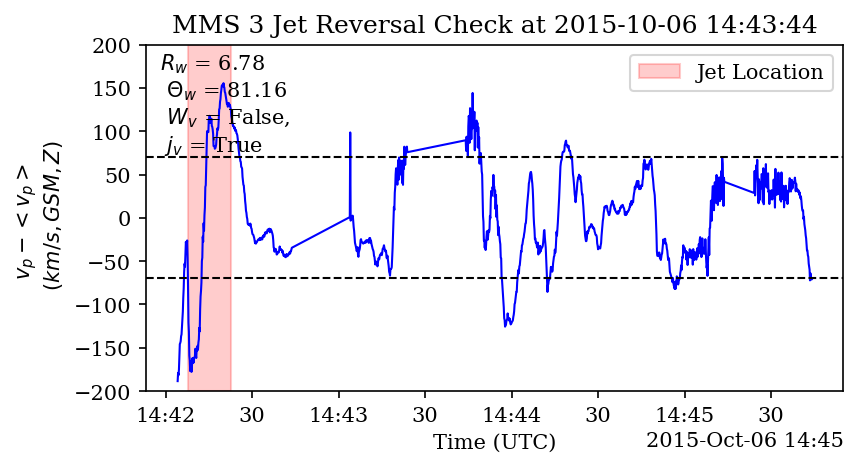 MMS 3 Jet Reversal Check at 2015-10-06 14:43:44
R_w = 6.78
Θ_w = 81.16
W_v = False,
j_v = True
Jet Location
200
150
100
50
0
−50
−100
−150
−200
v_p − < v_p >
(km/s, GSM, Z)
14:42 30 14:43 30 14:44 30 14:45 30
Time (UTC)
2015-Oct-06 14:45